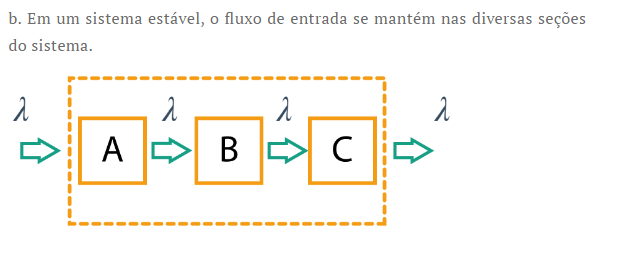 b. Em um sistema estável, o fluxo de entrada se mantém nas diversas seções
do sistema.
λ λ λ λ
A B C